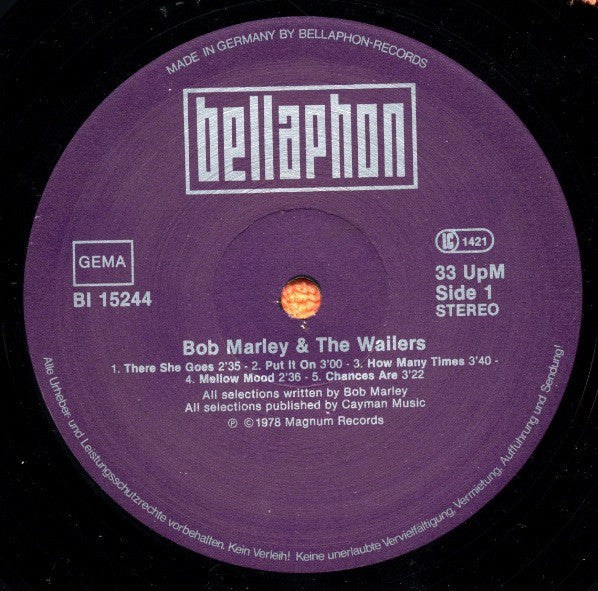 MADE IN GERMANY BY BELLAPHON-RECORDS
bellaphon
GEMA
BI 15244
LC 1421
33 UpM
Side 1
STEREO
Bob Marley & The Wailers
1. There She Goes 2'35 - 2. Put It On 3'00 - 3. How Many Times 3'40 -
4. Mellow Mood 2'36 - 5. Chances Are 3'22
All selections written by Bob Marley
All selections published by Cayman Music
℗ ©1978 Magnum Records
Alle Urheber und Leistungsschutzrechte vorbehalten. Kein Verleih! Keine unerlaubte Vervielfältigung, Vermietung, Aufführung und Sendung!